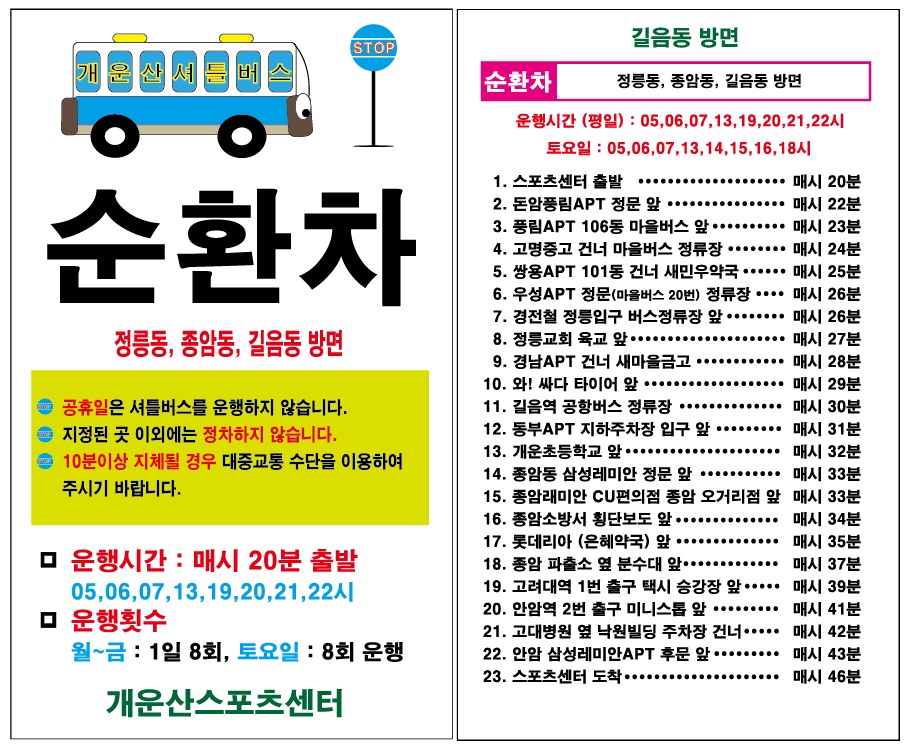 개운산셔틀버스
STOP
순환차
정릉동, 종암동, 길음동 방면
공휴일은 셔틀버스를 운행하지 않습니다.
지정된 곳 이외에는 정차하지 않습니다.
10분이상 지체될 경우 대중교통 수단을 이용하여
주시기 바랍니다.
운행시간 : 매시 20분 출발
05,06,07,13,19,20,21,22시
운행횟수
월~금 : 1일 8회, 토요일 : 8회 운행
개운산스포츠센터
길음동 방면
순환차 정릉동, 종암동, 길음동 방면
운행시간 (평일) : 05,06,07,13,19,20,21,22시
토요일 : 05,06,07,13,14,15,16,18시
1. 스포츠센터 출발 ···················· 매시 20분
2. 돈암풍림APT 정문 앞 ················ 매시 22분
3. 풍림APT 106동 마을버스 앞 ·········· 매시 23분
4. 고명중고 건너 마을버스 정류장 ········ 매시 24분
5. 쌍용APT 101동 건너 새민우약국 ······ 매시 25분
6. 우성APT 정문(마을버스 20번) 정류장 ···· 매시 26분
7. 경전철 정릉입구 버스정류장 앞 ········ 매시 26분
8. 정릉교회 육교 앞 ····················· 매시 27분
9. 경남APT 건너 새마을금고 ············ 매시 28분
10. 와! 싸다 타이어 앞 ··················· 매시 29분
11. 길음역 공항버스 정류장 ·············· 매시 30분
12. 동부APT 지하주차장 입구 앞 ········· 매시 31분
13. 개운초등학교 앞 ····················· 매시 32분
14. 종암동 삼성레미안 정문 앞 ··········· 매시 33분
15. 종암래미안 CU편의점 종암 오거리점 앞 매시 33분
16. 종암소방서 횡단보도 앞 ·············· 매시 34분
17. 롯데리아 (은혜약국) 앞 ·············· 매시 35분
18. 종암 파출소 옆 분수대 앞 ············· 매시 37분
19. 고려대역 1번 출구 택시 승강장 앞 ····· 매시 39분
20. 안암역 2번 출구 미니스톱 앞 ········· 매시 41분
21. 고대병원 옆 낙원빌딩 주차장 건너 ····· 매시 42분
22. 안암 삼성레미안APT 후문 앞 ········· 매시 43분
23. 스포츠센터 도착 ····················· 매시 46분